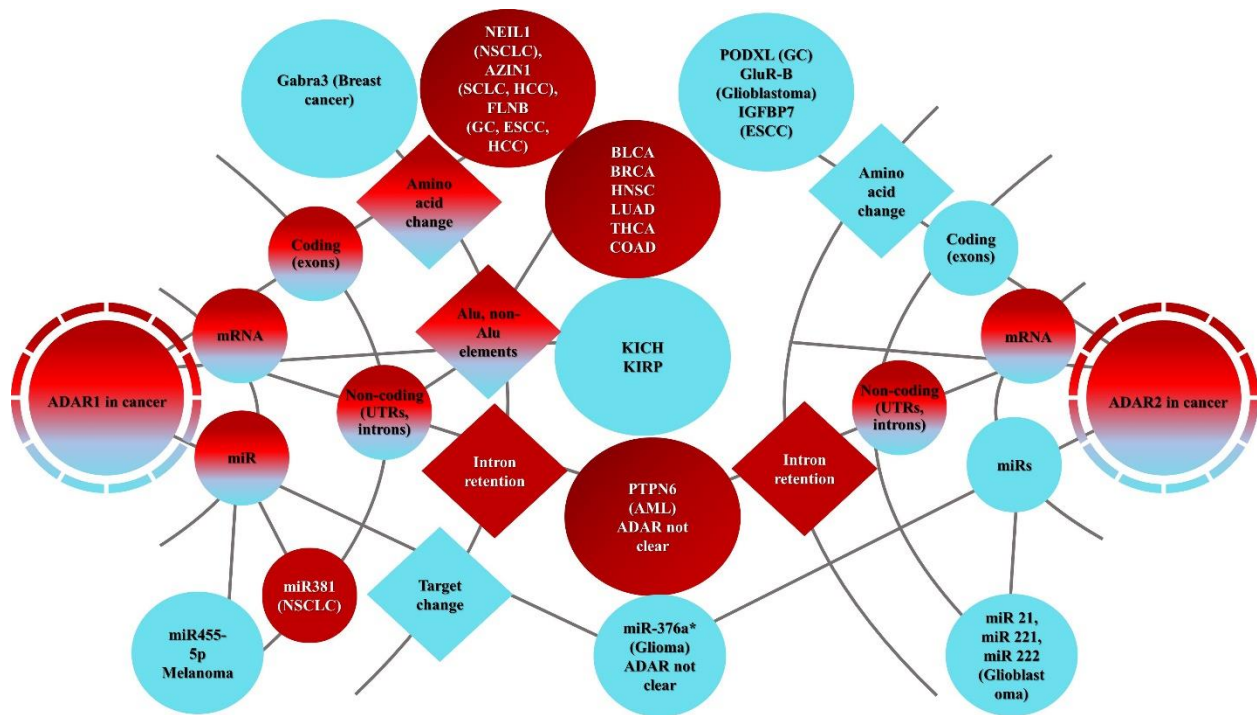 Gabra3 (Breast
cancer)
NEIL1
(NSCLC),
AZIN1
(SCLC, HCC),
FLNB
(GC, ESCC,
HCC)
PODXL (GC)
GluR-B
(Glioblastoma)
IGFBP7
(ESCC)
BLCA
BRCA
HNSC
LUAD
THCA
COAD
Amino
acid
change
Amino
acid
change
Coding
(exons)
Coding
(exons)
mRNA
Alu, non-
Alu
elements
KICH
KIRP
mRNA
ADAR1 in cancer
Non-coding
(UTRs,
introns)
Non-coding
(UTRs,
introns)
ADAR2 in cancer
miR
Intron
retention
PTPN6
(AML)
ADAR not
clear
Intron
retention
miRs
miR381
(NSCLC)
Target
change
miR455-
5p
Melanoma
miR-376a*
(Glioma)
ADAR not
clear
miR 21,
miR 221,
miR 222
(Glioblast
oma)